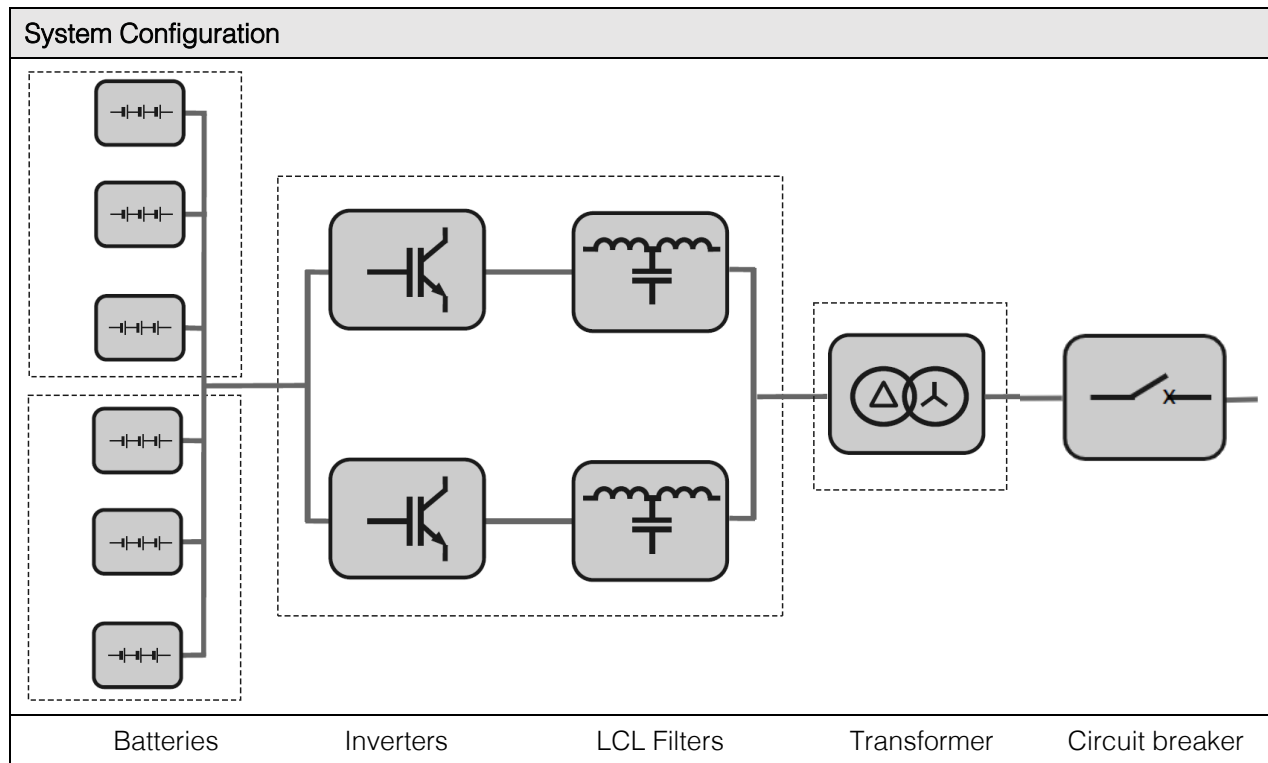 System Configuration
x
Batteries Inverters LCL Filters Transformer Circuit breaker